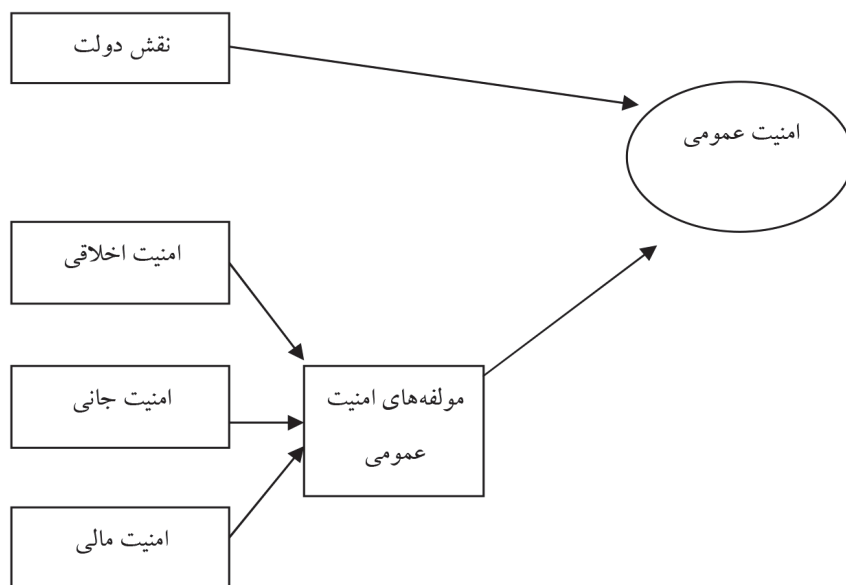 نقش دولت
امنیت عمومی
امنیت اخلاقی
امنیت جانی
مولفه‌های امنیت
عمومی
امنیت مالی